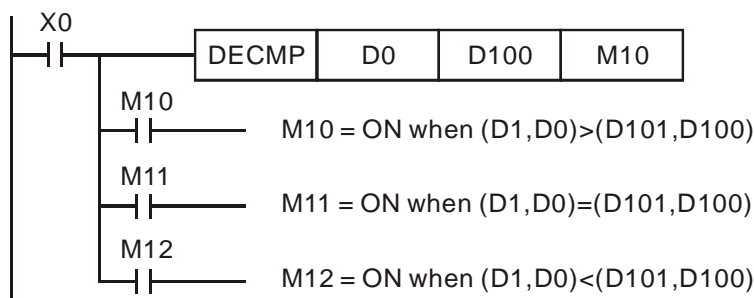 X0
DECMP D0 D100 M10
M10
M10 = ON when (D1,D0)>(D101,D100)
M11
M11 = ON when (D1,D0)=(D101,D100)
M12
M12 = ON when (D1,D0)<(D101,D100)